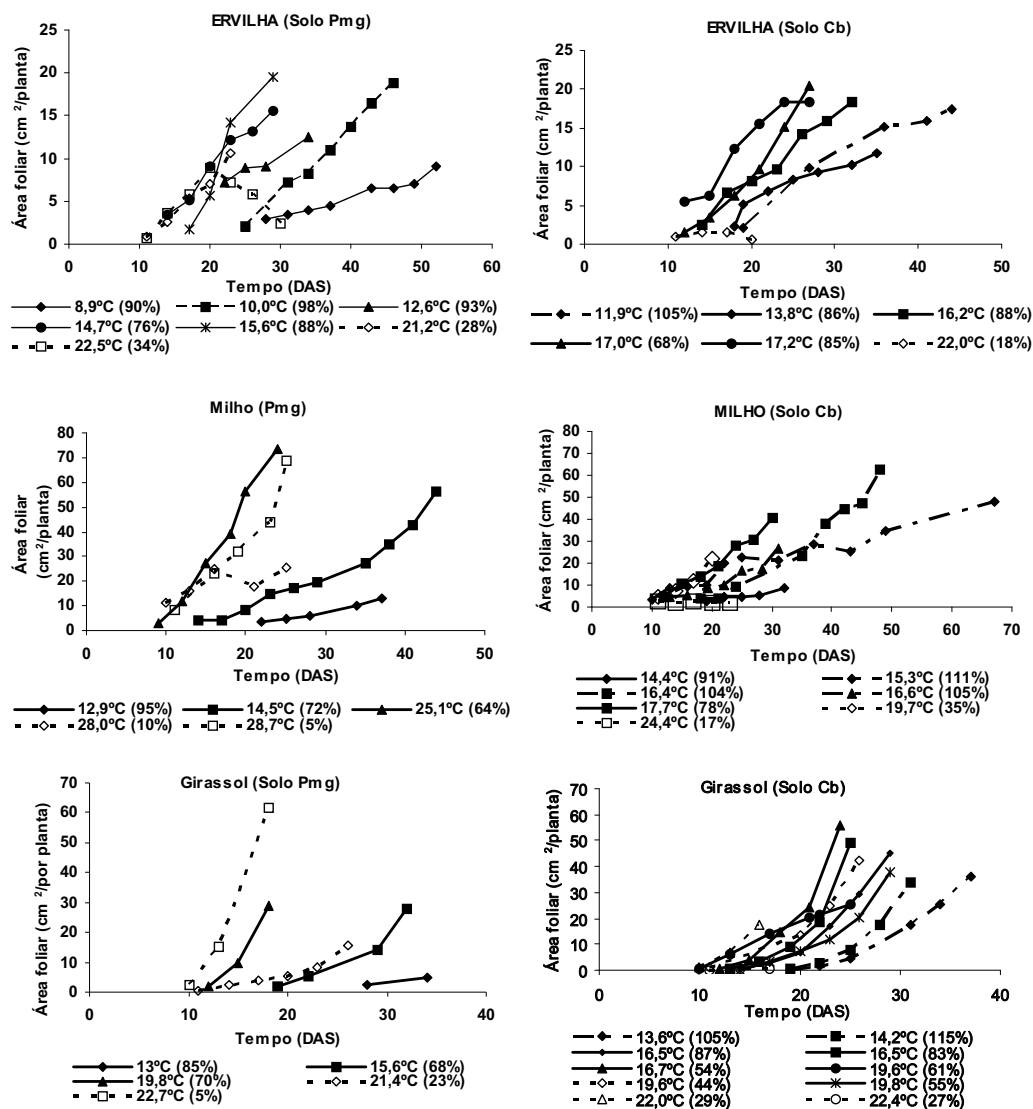 ERVILHA (Solo Pmg)
Área foliar (cm ²/planta)
25
20
15
10
5
0
0 10 20 30 40 50 60
Tempo (DAS)
8,9ºC (90%) 10,0ºC (98%) 12,6ºC (93%)
14,7ºC (76%) 15,6ºC (88%) 21,2ºC (28%)
22,5ºC (34%)
ERVILHA (Solo Cb)
Área foliar (cm ²/planta)
25
20
15
10
5
0
0 10 20 30 40 50
Tempo (DAS)
11,9ºC (105%) 13,8ºC (86%) 16,2ºC (88%)
17,0ºC (68%) 17,2ºC (85%) 22,0ºC (18%)
Milho (Pmg)
Área foliar
(cm²/planta)
80
70
60
50
40
30
20
10
0
0 10 20 30 40 50
Tempo (DAS)
12,9ºC (95%) 14,5ºC (72%) 25,1ºC (64%)
28,0ºC (10%) 28,7ºC (5%)
MILHO (Solo Cb)
Área foliar (cm ²/planta)
80
60
40
20
0
0 10 20 30 40 50 60 70
Tempo (DAS)
14,4ºC (91%) 15,3ºC (111%)
16,4ºC (104%) 16,6ºC (105%)
17,7ºC (78%) 19,7ºC (35%)
24,4ºC (17%)
Girassol (Solo Pmg)
Área foliar (cm ²/por planta)
70
60
50
40
30
20
10
0
0 10 20 30 40
Tempo (DAS)
13ºC (85%) 15,6ºC (68%)
19,8ºC (70%) 21,4ºC (23%)
22,7ºC (5%)
Girassol (Solo Cb)
Área foliar (cm ²/planta)
70
60
50
40
30
20
10
0
0 10 20 30 40
Tempo (DAS)
13,6ºC (105%) 14,2ºC (115%)
16,5ºC (87%) 16,5ºC (83%)
16,7ºC (54%) 19,6ºC (61%)
19,6ºC (44%) 19,8ºC (55%)
22,0ºC (29%) 22,4ºC (27%)